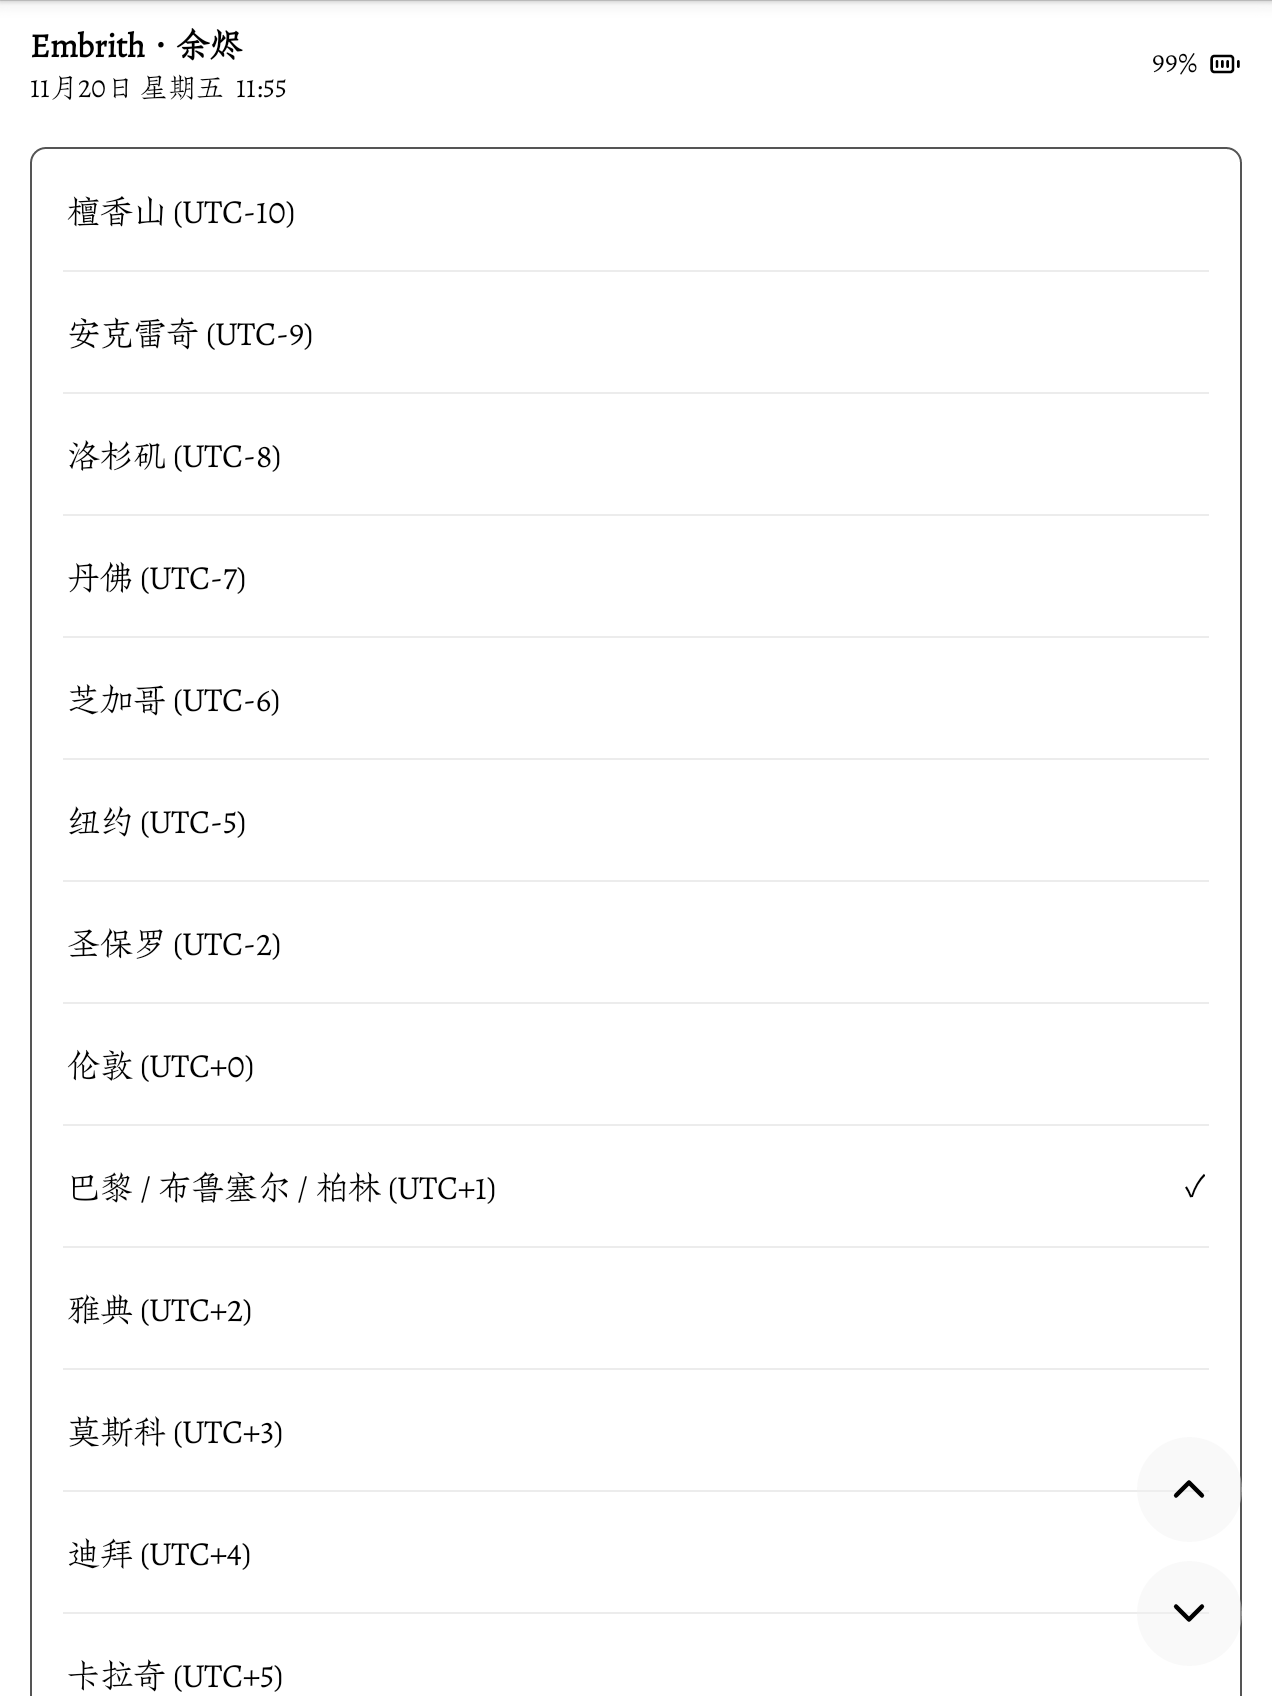 Embrith · 余烬
11月20日 星期五 11:55
99%
檀香山 (UTC-10)
安克雷奇 (UTC-9)
洛杉矶 (UTC-8)
丹佛 (UTC-7)
芝加哥 (UTC-6)
纽约 (UTC-5)
圣保罗 (UTC-2)
伦敦 (UTC+0)
巴黎 / 布鲁塞尔 / 柏林 (UTC+1) ✓
雅典 (UTC+2)
莫斯科 (UTC+3)
迪拜 (UTC+4)
卡拉奇 (UTC+5)